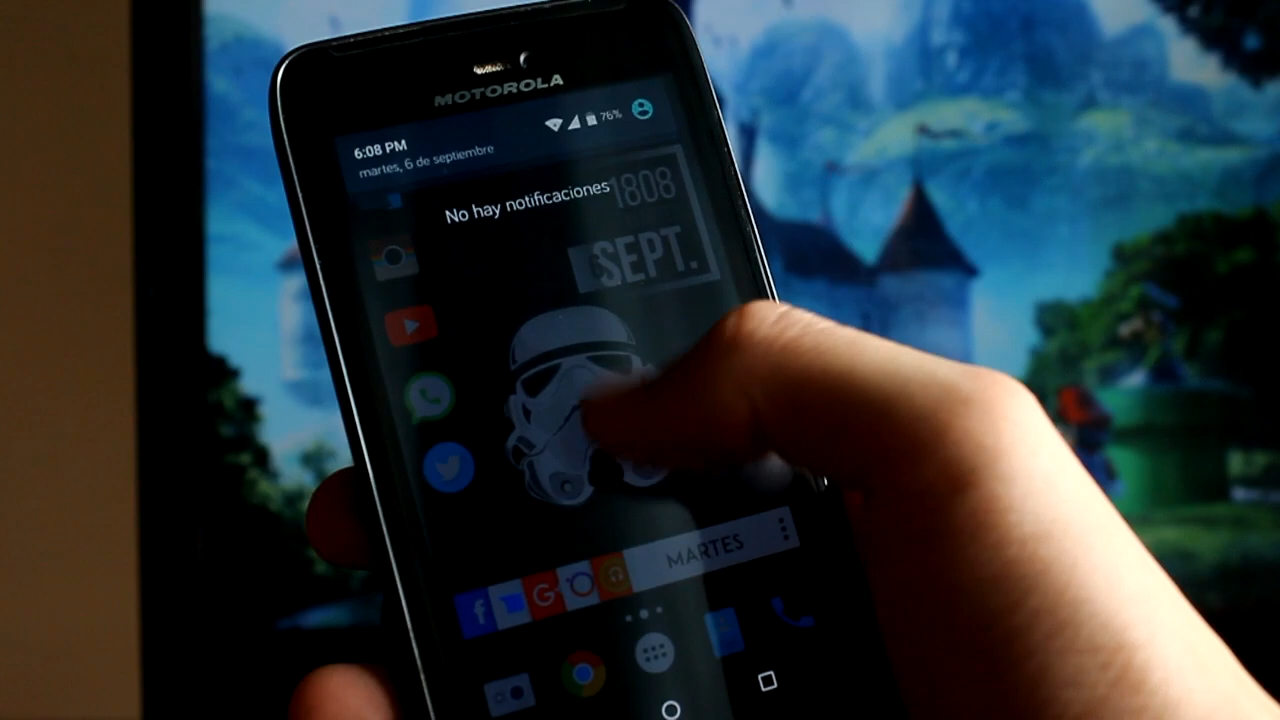 MOTOROLA
6:08 PM
76%
martes, 6 de septiembre
No hay notificaciones
1808
SEPT.
MARTES